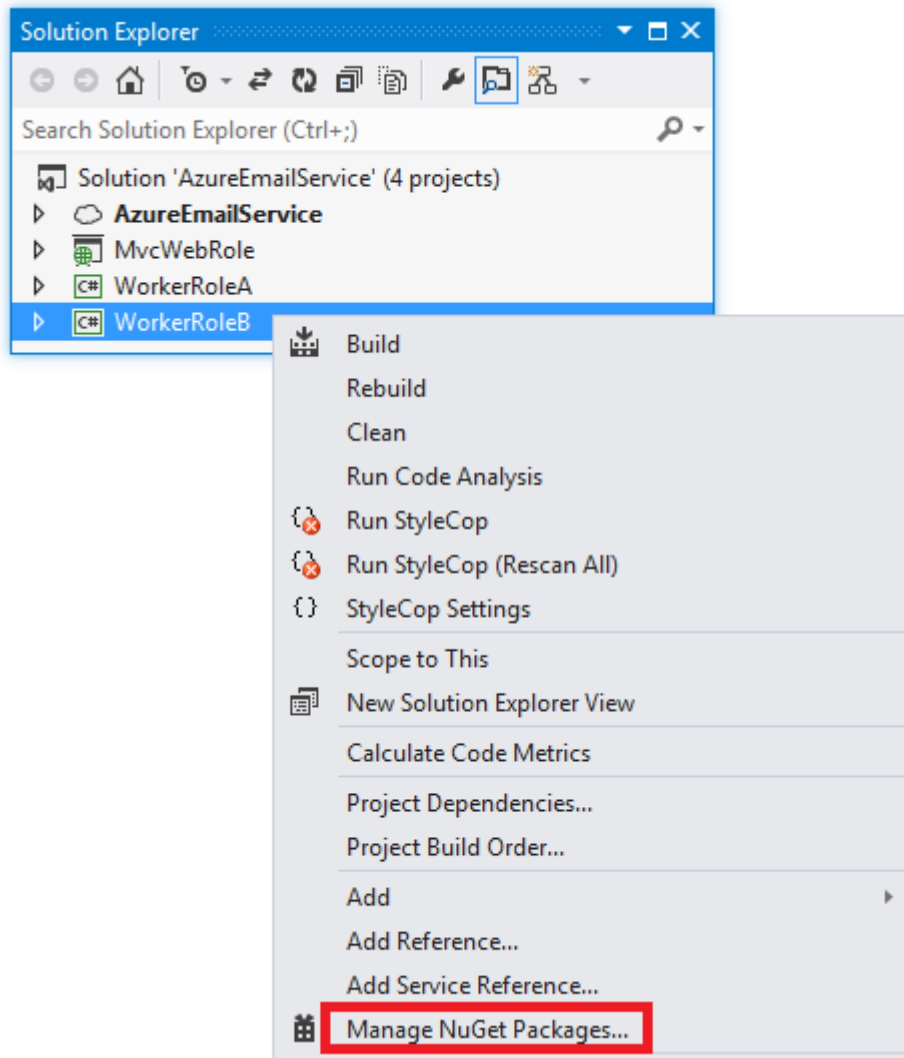 Solution Explorer
Search Solution Explorer (Ctrl+;)
Solution 'AzureEmailService' (4 projects)
AzureEmailService
MvcWebRole
C# WorkerRoleA
C# WorkerRoleB
Build
Rebuild
Clean
Run Code Analysis
Run StyleCop
Run StyleCop (Rescan All)
{} StyleCop Settings
Scope to This
New Solution Explorer View
Calculate Code Metrics
Project Dependencies...
Project Build Order...
Add
Add Reference...
Add Service Reference...
Manage NuGet Packages...